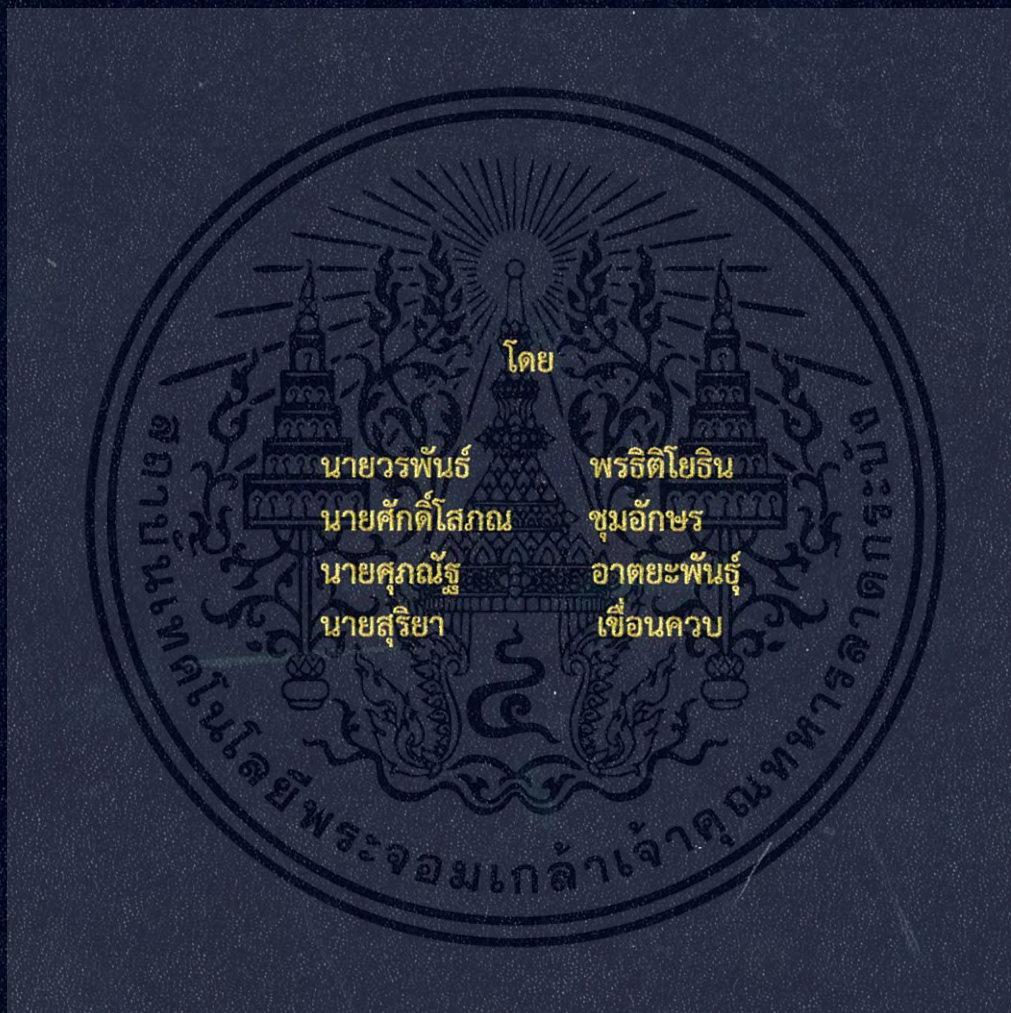 โดย
นายวรพันธ์ พรธิติโยธิน
นายศักดิ์โสภณ ชุมอักษร
นายศุภณัฐ อาตยะพันธุ์
นายสุริยา เขื่อนควบ
สถาบันเทคโนโลยีพระจอมเกล้าเจ้าคุณทหารลาดกระบัง
๔